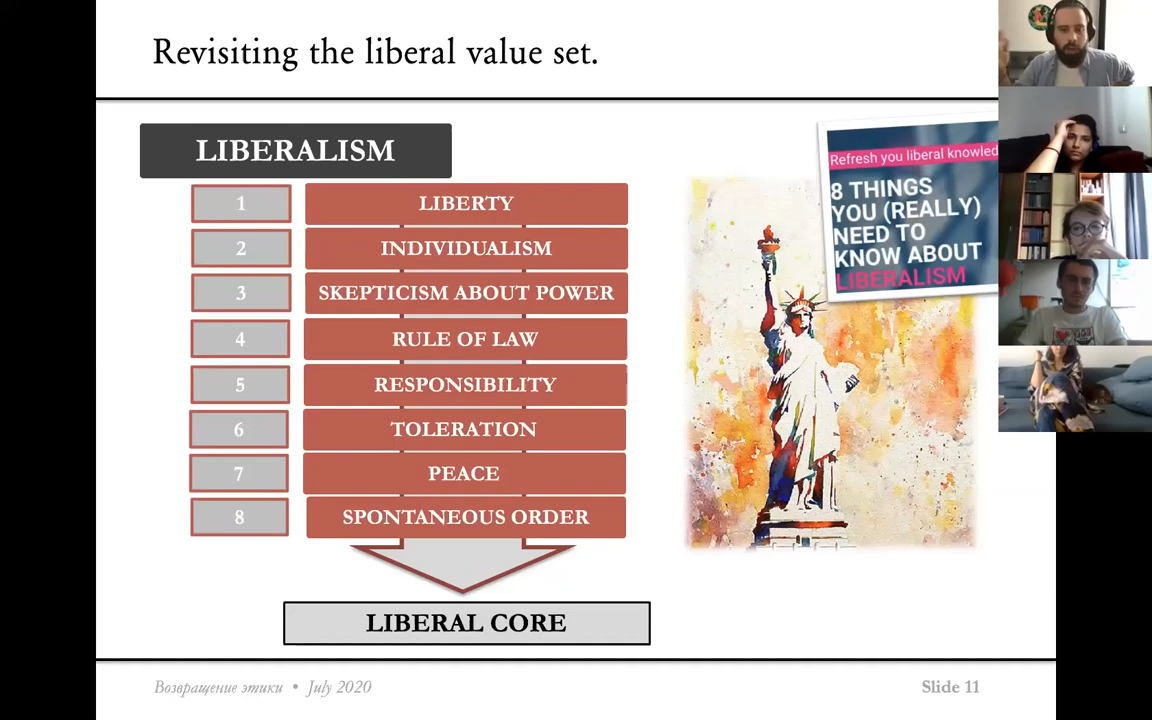 Revisiting the liberal value set.
LIBERALISM
1 LIBERTY
2 INDIVIDUALISM
3 SKEPTICISM ABOUT POWER
4 RULE OF LAW
5 RESPONSIBILITY
6 TOLERATION
7 PEACE
8 SPONTANEOUS ORDER
LIBERAL CORE
Refresh you liberal knowled
8 THINGS
YOU (REALLY)
NEED TO
KNOW ABOUT
LIBERALISM
Возвращение этики • July 2020
Slide 11